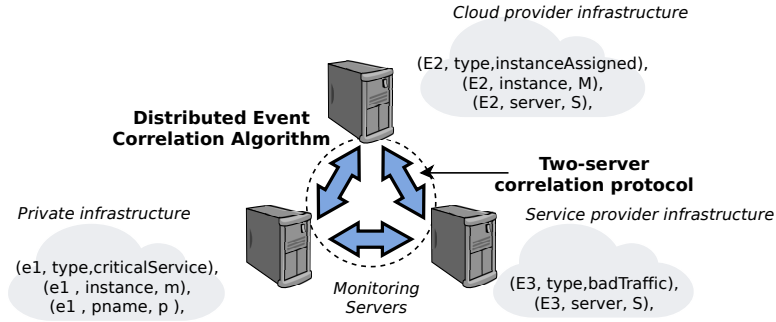 Cloud provider infrastructure
(E2, type,instanceAssigned),
(E2, instance, M),
(E2, server, S),
Distributed Event
Correlation Algorithm
Two-server
correlation protocol
Private infrastructure
Service provider infrastructure
(e1, type,criticalService),
(e1 , instance, m),
(e1 , pname, p ),
Monitoring
Servers
(E3, type,badTraffic),
(E3, server, S),